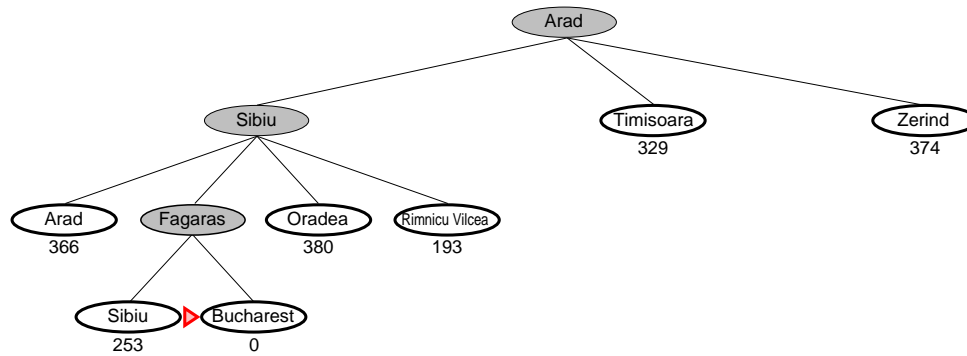 Arad
Sibiu
Timisoara
Zerind
329
374
Arad
Fagaras
Oradea
Rimnicu Vilcea
366
380
193
Sibiu
Bucharest
253
0